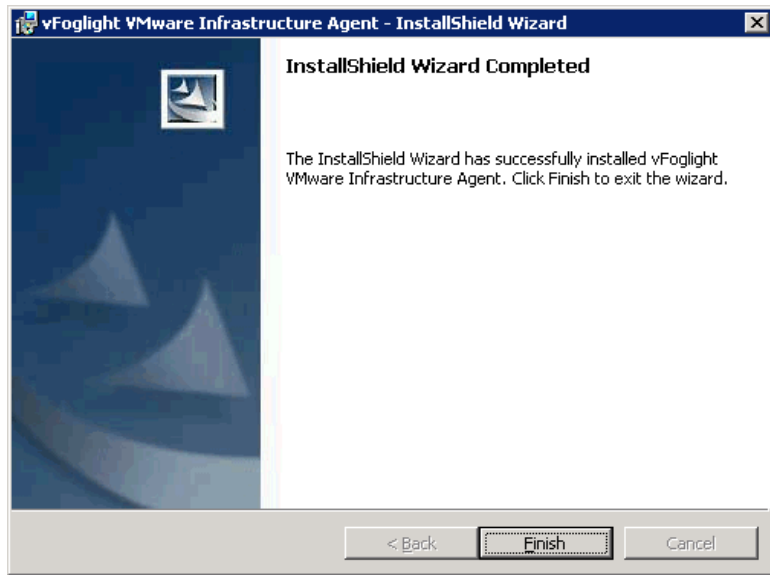 vFoglight VMware Infrastructure Agent - InstallShield Wizard
InstallShield Wizard Completed
The InstallShield Wizard has successfully installed vFoglight
VMware Infrastructure Agent. Click Finish to exit the wizard.
< Back
Finish
Cancel